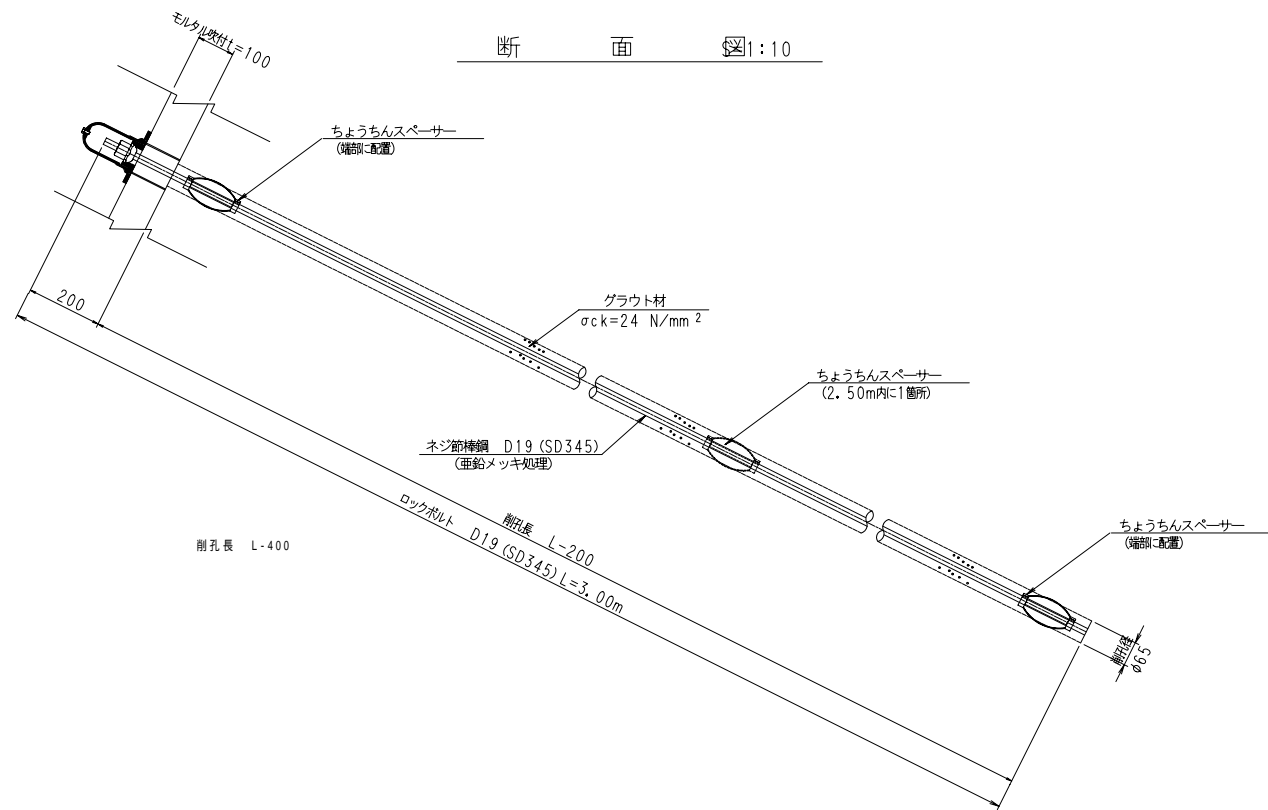 断 面 図 S=1:10
モルタル吹付t=100
ちょうちんスペーサー
(端部に配置)
200
グラウト材
σck=24 N/mm²
ちょうちんスペーサー
(2.50m内に1箇所)
ネジ節棒鋼 D19(SD345)
(亜鉛メッキ処理)
削孔長 L-200
ロックボルト D19(SD345)L=3.00m
削孔長 L-400
ちょうちんスペーサー
(端部に配置)
削孔径
φ65